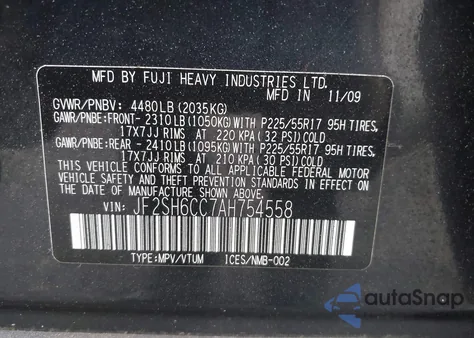 MFD BY FUJI HEAVY INDUSTRIES LTD.
MFD IN 11/09
GVWR/PNBV: 4480LB(2035KG)
GAWR/PNBE:FRONT- 2310LB(1050KG)WITH P225/55R17 95H TIRES,
17X7JJ RIMS AT 220 KPA(32 PSI)COLD
GAWR/PNBE:REAR - 2410LB(1095KG)WITH P225/55R17 95H TIRES,
17X7JJ RIMS AT 210 KPA(30 PSI)COLD
THIS VEHICLE CONFORMS TO ALL APPLICABLE FEDERAL MOTOR
VEHICLE SAFETY AND THEFT PREVENTION STANDARDS IN EFFECT
ON THE DATE OF MANUFACTURE SHOWN ABOVE.
VIN: JF2SH6CC7AH754558
TYPE:MPV/VTUM ICES/NMB-002
autoSnap